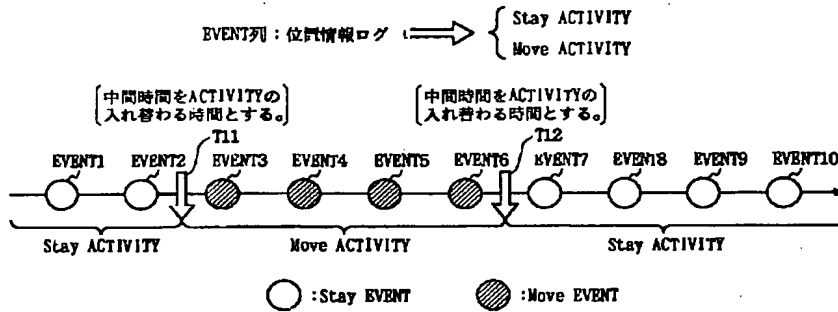 Stay ACTIVITY
EVENT列：位置情報ログ
Move ACTIVITY
中間時間をACTIVITYの
入れ替わる時間とする。
中間時間をACTIVITYの
入れ替わる時間とする。
T11
T12
EVENT1 EVENT2 EVENT3 EVENT4 EVENT5 EVENT6 EVENT7 EVEN18 EVENT9 EVENT10
Stay ACTIVITY Move ACTIVITY Stay ACTIVITY
:Stay EVENT :Move EVENT